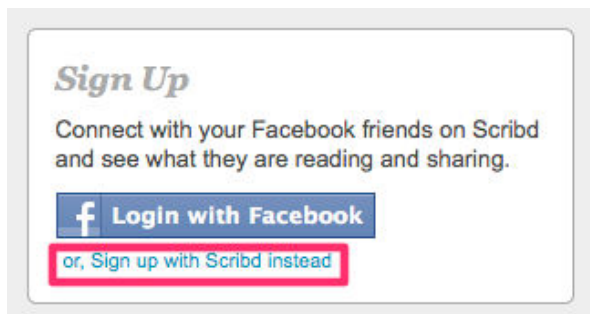 Sign Up
Connect with your Facebook friends on Scribd
and see what they are reading and sharing.
f Login with Facebook
or, Sign up with Scribd instead